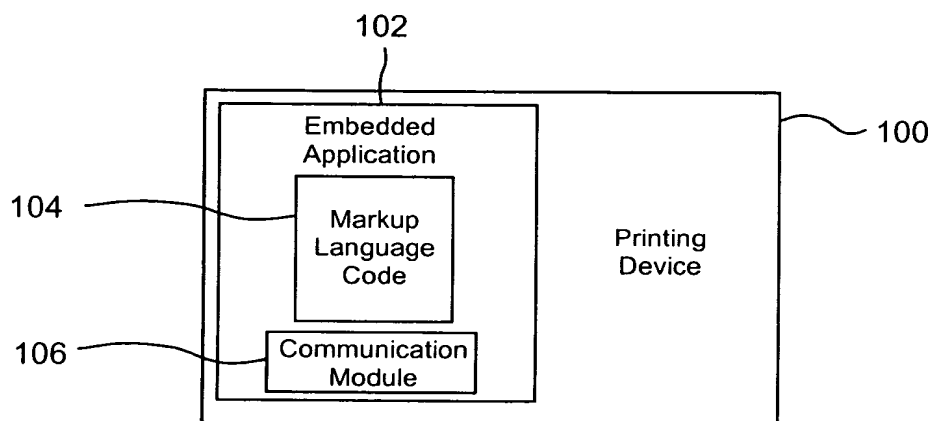 102
Embedded
Application
100
104
Markup
Language
Code
Printing
Device
106
Communication
Module